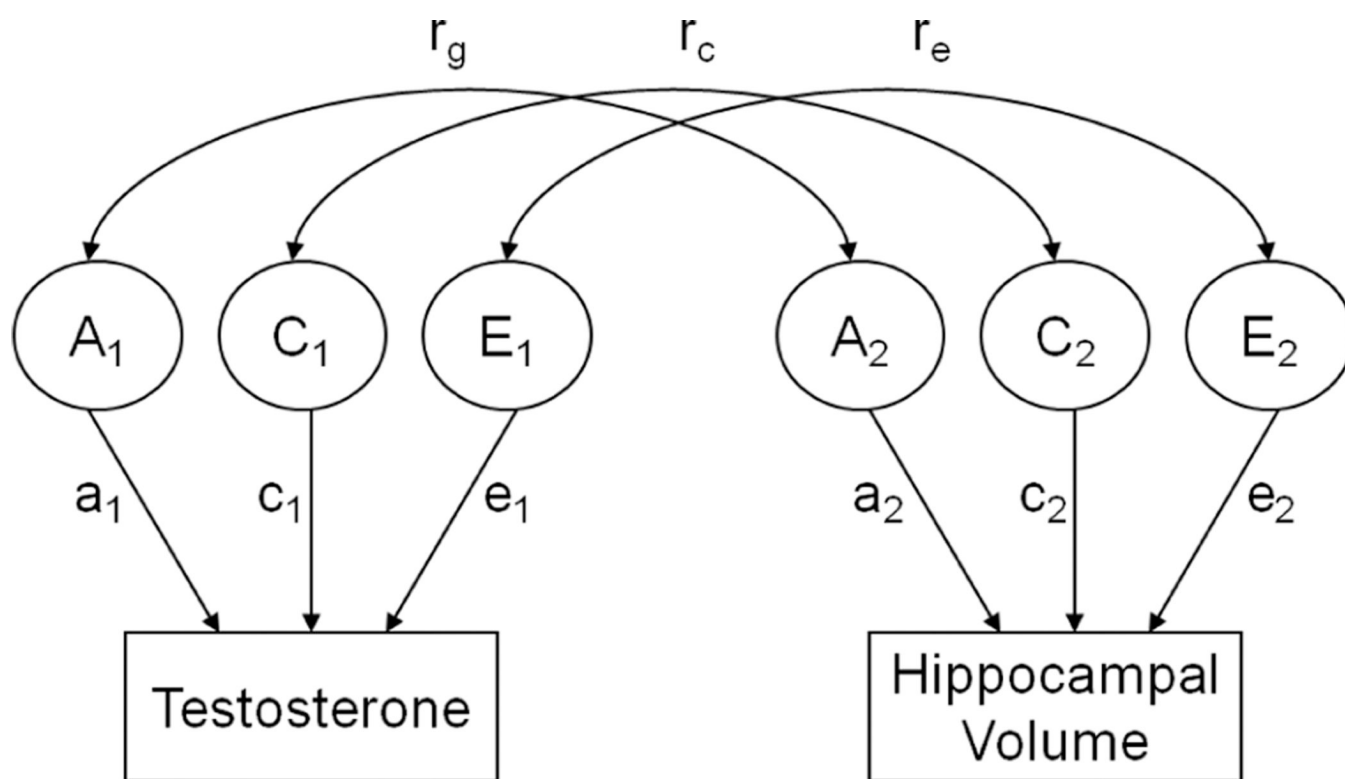 r_g r_c r_e
A_1 C_1 E_1 A_2 C_2 E_2
a_1 c_1 e_1 a_2 c_2 e_2
Testosterone
Hippocampal
Volume